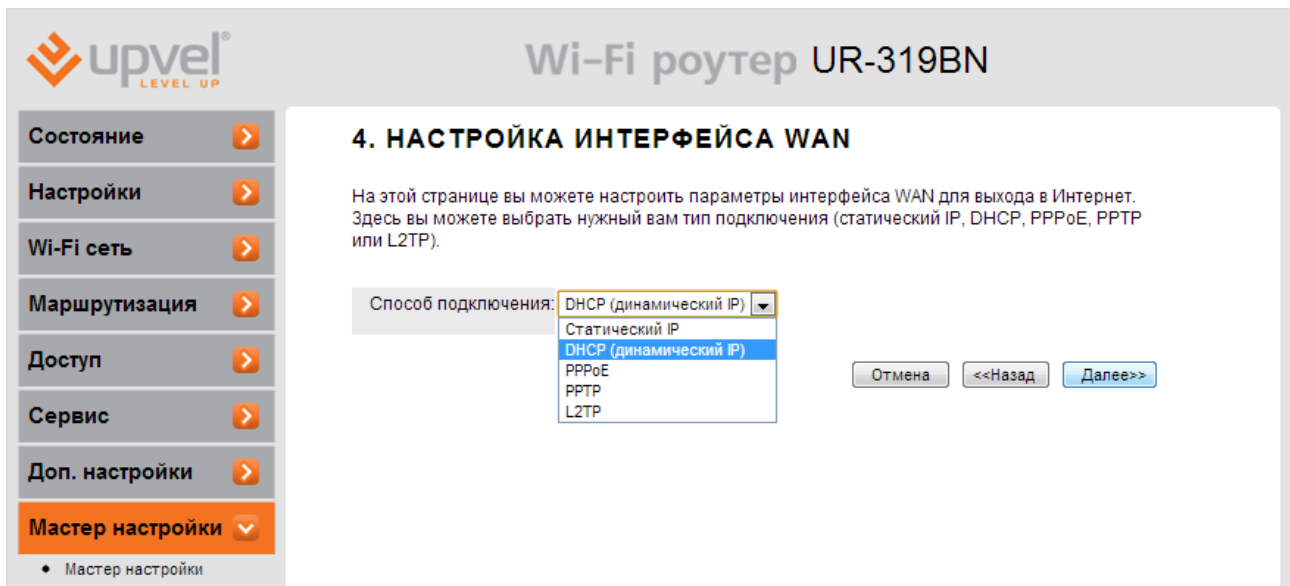 upvel®
LEVEL UP
Wi-Fi роутер UR-319BN
Состояние
Настройки
Wi-Fi сеть
Маршрутизация
Доступ
Сервис
Доп. настройки
Мастер настройки
• Мастер настройки
4. НАСТРОЙКА ИНТЕРФЕЙСА WAN
На этой странице вы можете настроить параметры интерфейса WAN для выхода в Интернет.
Здесь вы можете выбрать нужный вам тип подключения (статический IP, DHCP, PPPoE, PPTP
или L2TP).
Способ подключения: DHCP (динамический IP)
Статический IP
DHCP (динамический IP)
PPPoE
PPTP
L2TP
Отмена <<Назад Далее>>